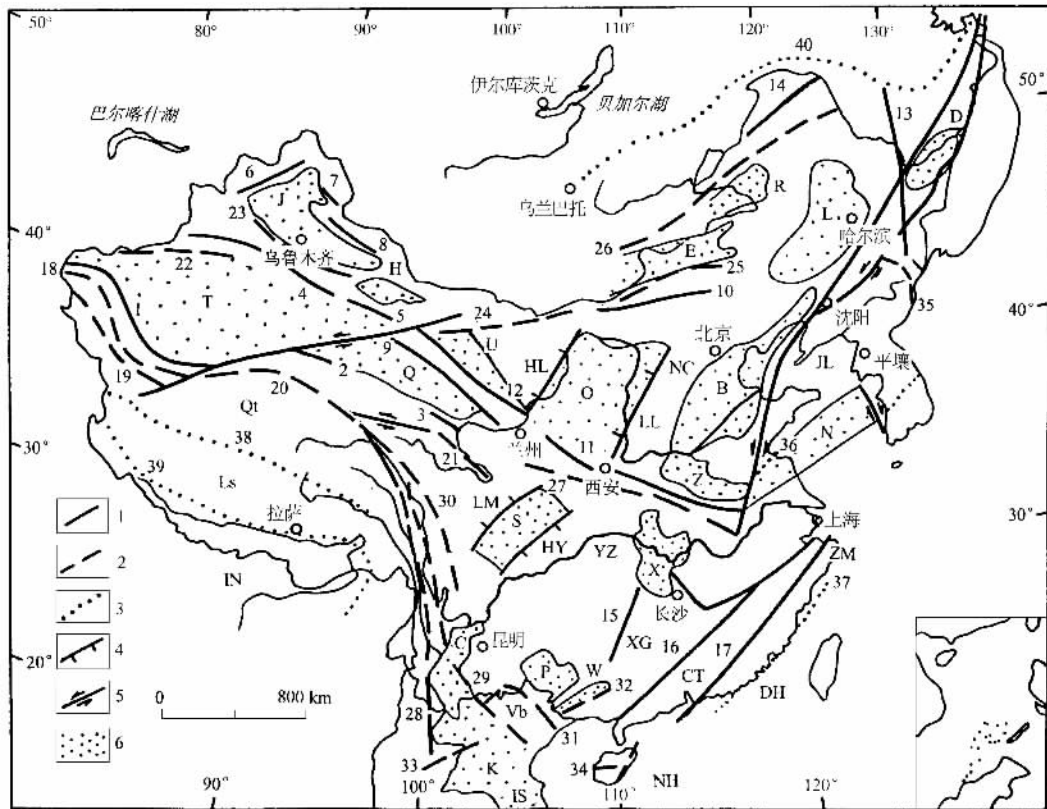 50°
80°
90°
100°
110°
120°
130°
40
50°
伊尔库茨克
14
巴尔喀什湖
贝加尔湖
13
D
6
7
乌兰巴托
R
J
23
L
40°
8
哈尔滨
乌鲁木齐
26
E
18
22
H
25
T
4
10
35
1
5
24
沈阳
40°
9
U
北京
JL
平壤
2
HL
NC
19
Q
12
O
B
20
Qt
3
LL
N
30°
38
兰州
11
36
21
西安
39
Z
Ls
30
LM
27
1
拉萨
S
上海
30°
HY
YZ
ZM
2
IN
X
37
3
长沙
15
C
昆明
XG
16
17
4
20°
P
W
CT
0
800 km
29
32
DH
5
Vb
28
31
6
33
K
34
NH
IS
90°
100°
110°
120°